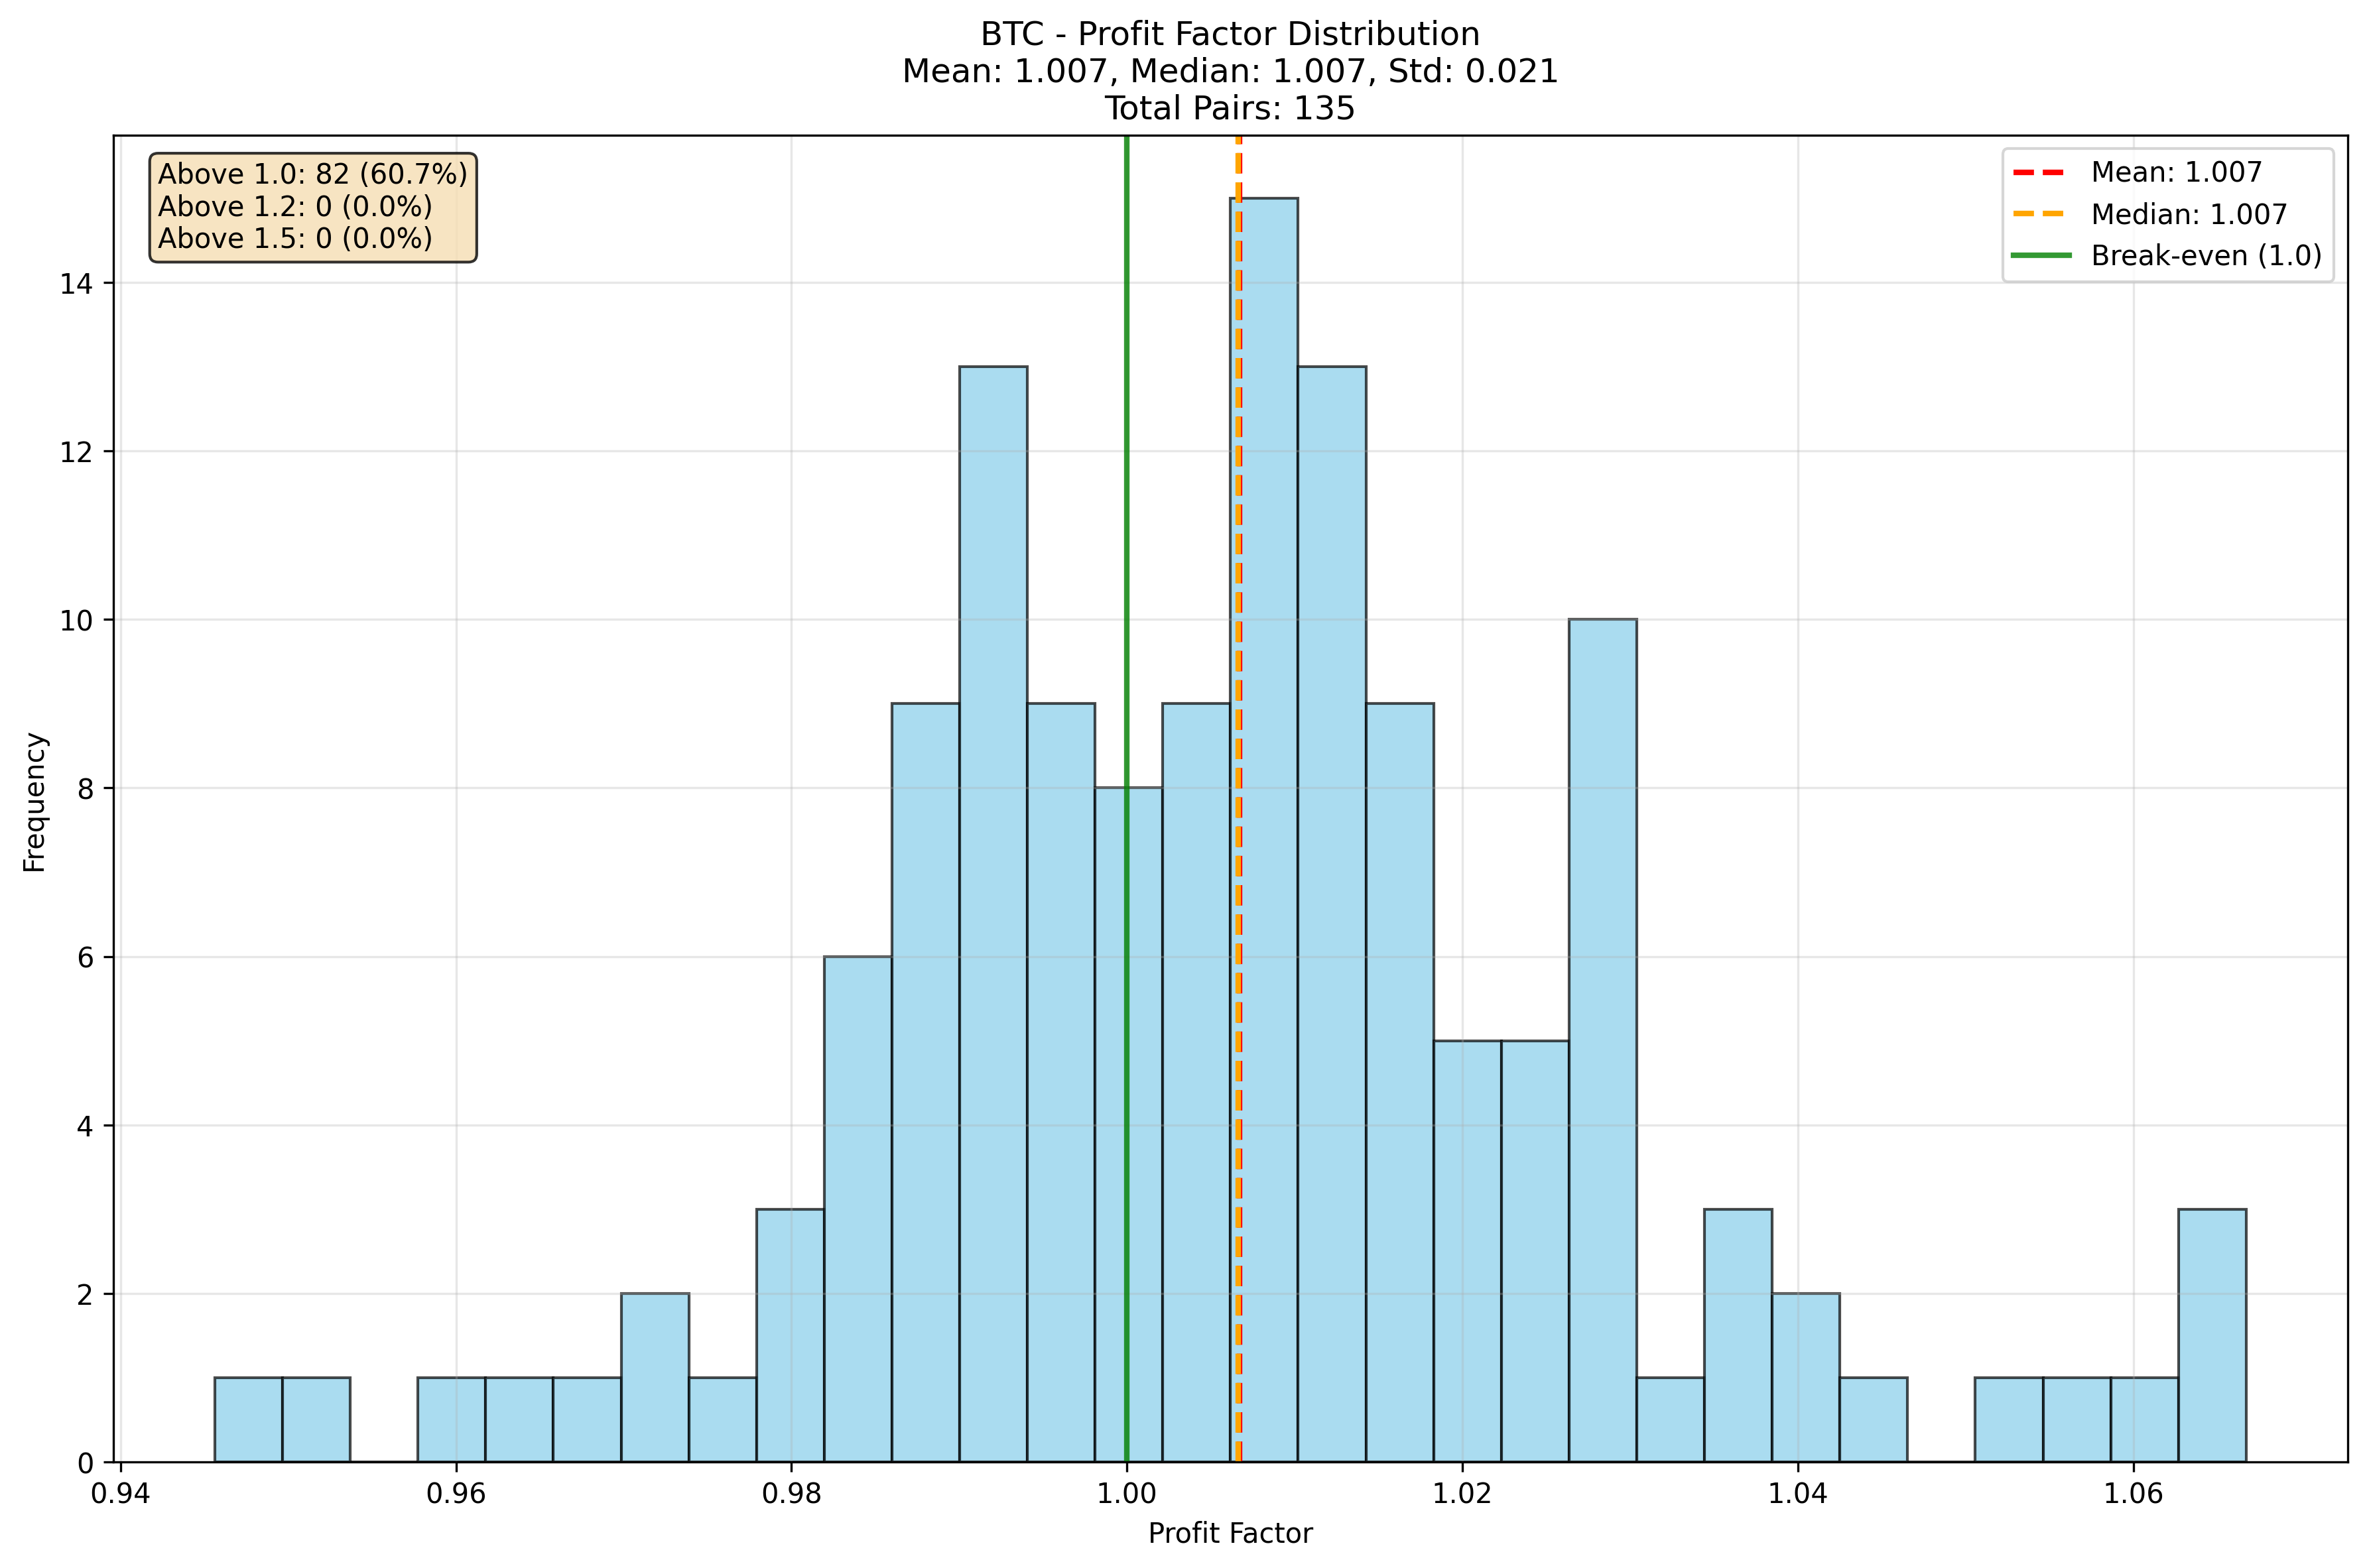 BTC - Profit Factor Distribution
Mean: 1.007, Median: 1.007, Std: 0.021
Total Pairs: 135
Above 1.0: 82 (60.7%)
Above 1.2: 0 (0.0%)
Above 1.5: 0 (0.0%)
Mean: 1.007
Median: 1.007
Break-even (1.0)
Frequency
14
12
10
8
6
4
2
0
0.94 0.96 0.98 1.00 1.02 1.04 1.06
Profit Factor